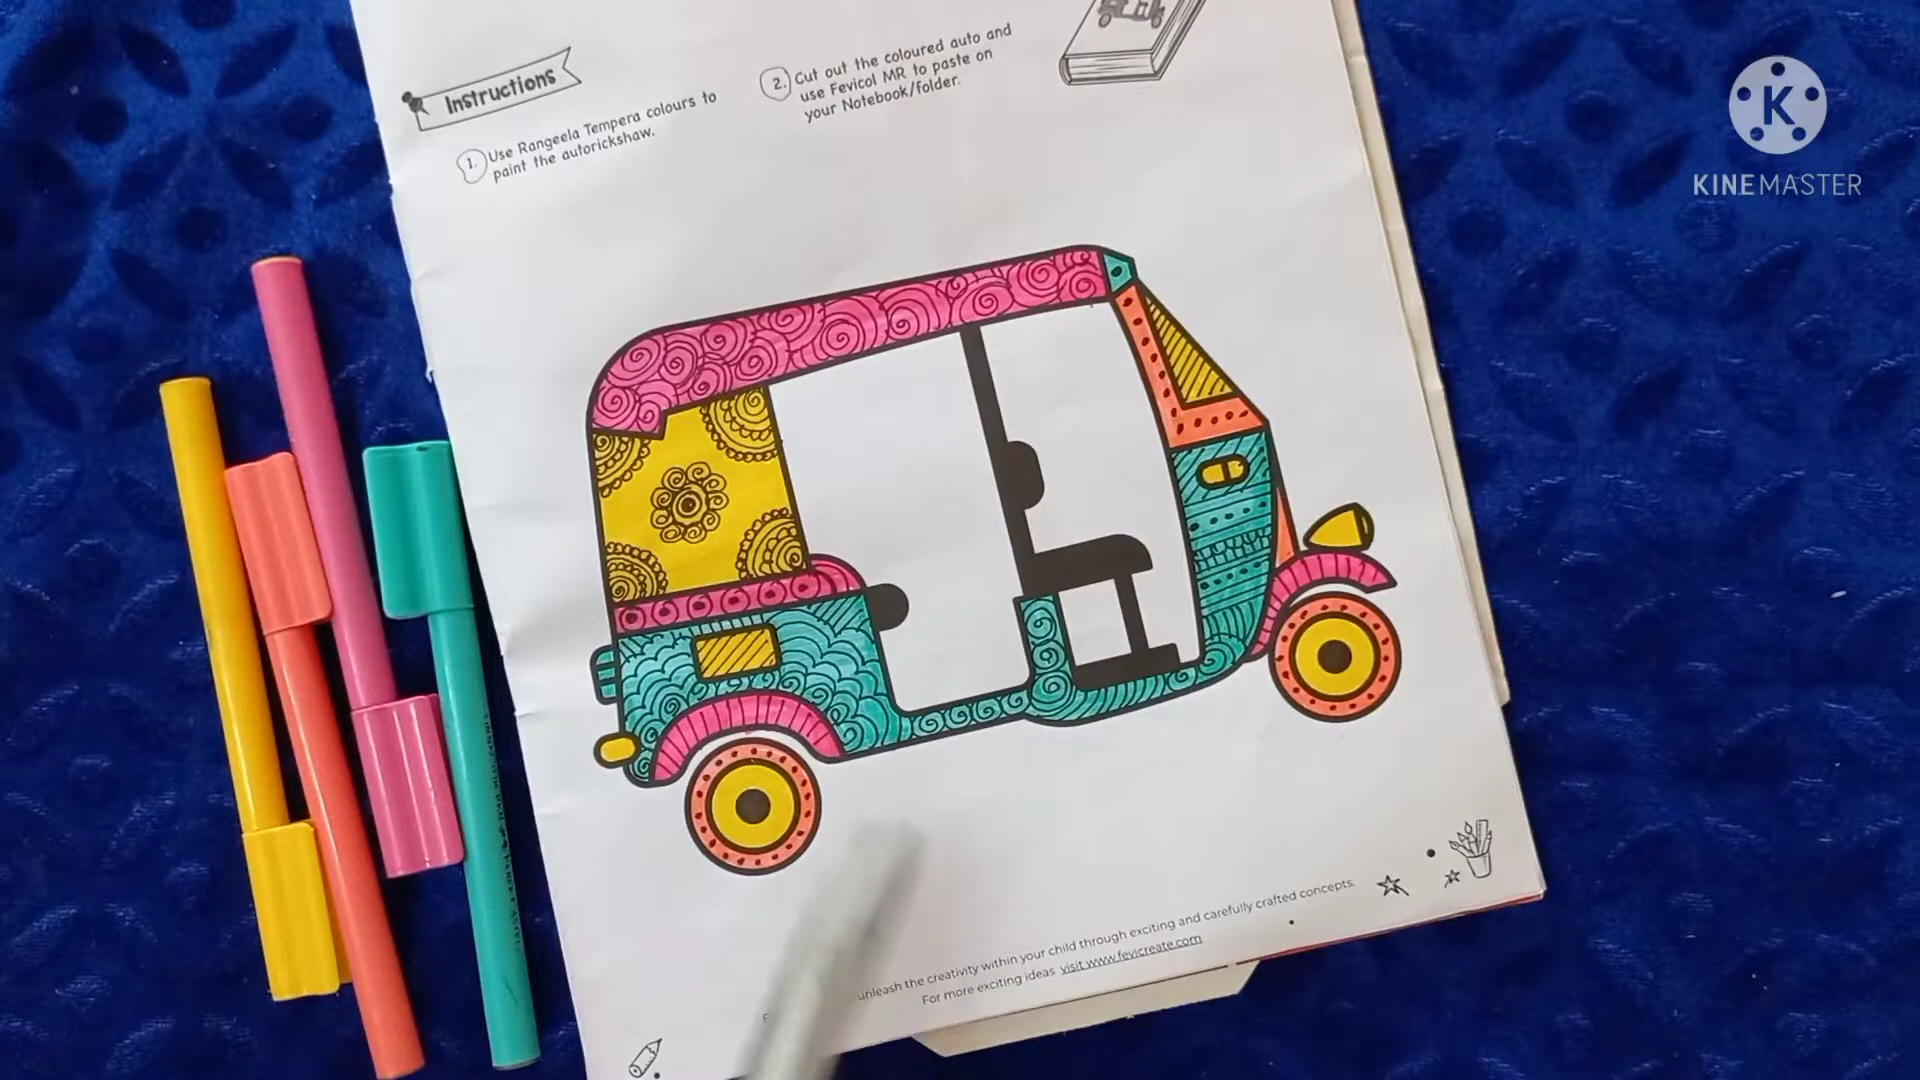 Instructions
1. Use Rangeela Tempera colours to
paint the autorickshaw.
2. Cut out the coloured auto and
use Fevicol MR to paste on
your Notebook/folder.
KINEMASTER
unleash the creativity within your child through exciting and carefully crafted concepts.
For more exciting ideas visit www.fevicreate.com